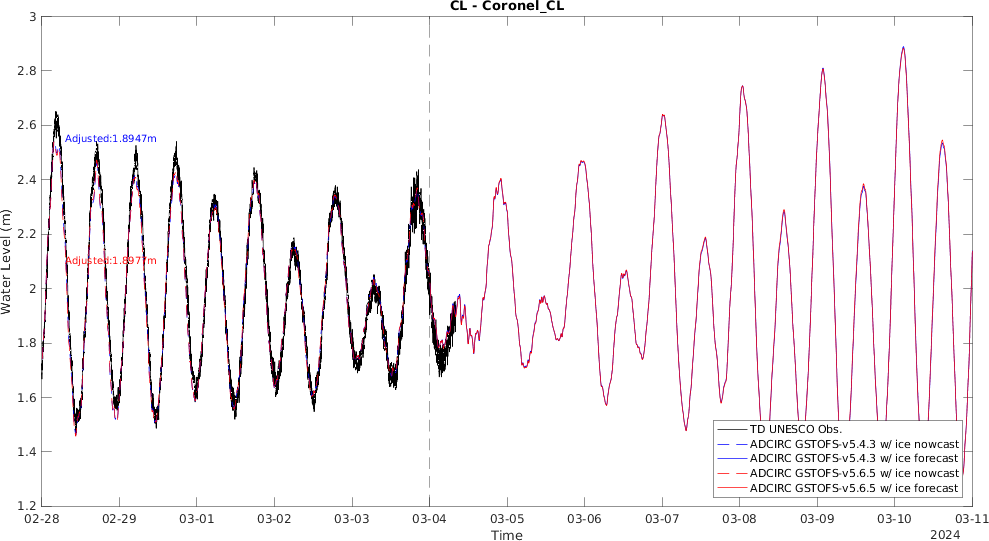 CL - Coronel_CL
Water Level (m)
3
2.8
2.6
2.4
2.2
2
1.8
1.6
1.4
1.2
Adjusted:1.8947m
Adjusted:1.8977m
TD UNESCO Obs.
ADCIRC GSTOFS-v5.4.3 w/ ice nowcast
ADCIRC GSTOFS-v5.4.3 w/ ice forecast
ADCIRC GSTOFS-v5.6.5 w/ ice nowcast
ADCIRC GSTOFS-v5.6.5 w/ ice forecast
02-28 02-29 03-01 03-02 03-03 03-04 03-05 03-06 03-07 03-08 03-09 03-10 03-11
Time
2024